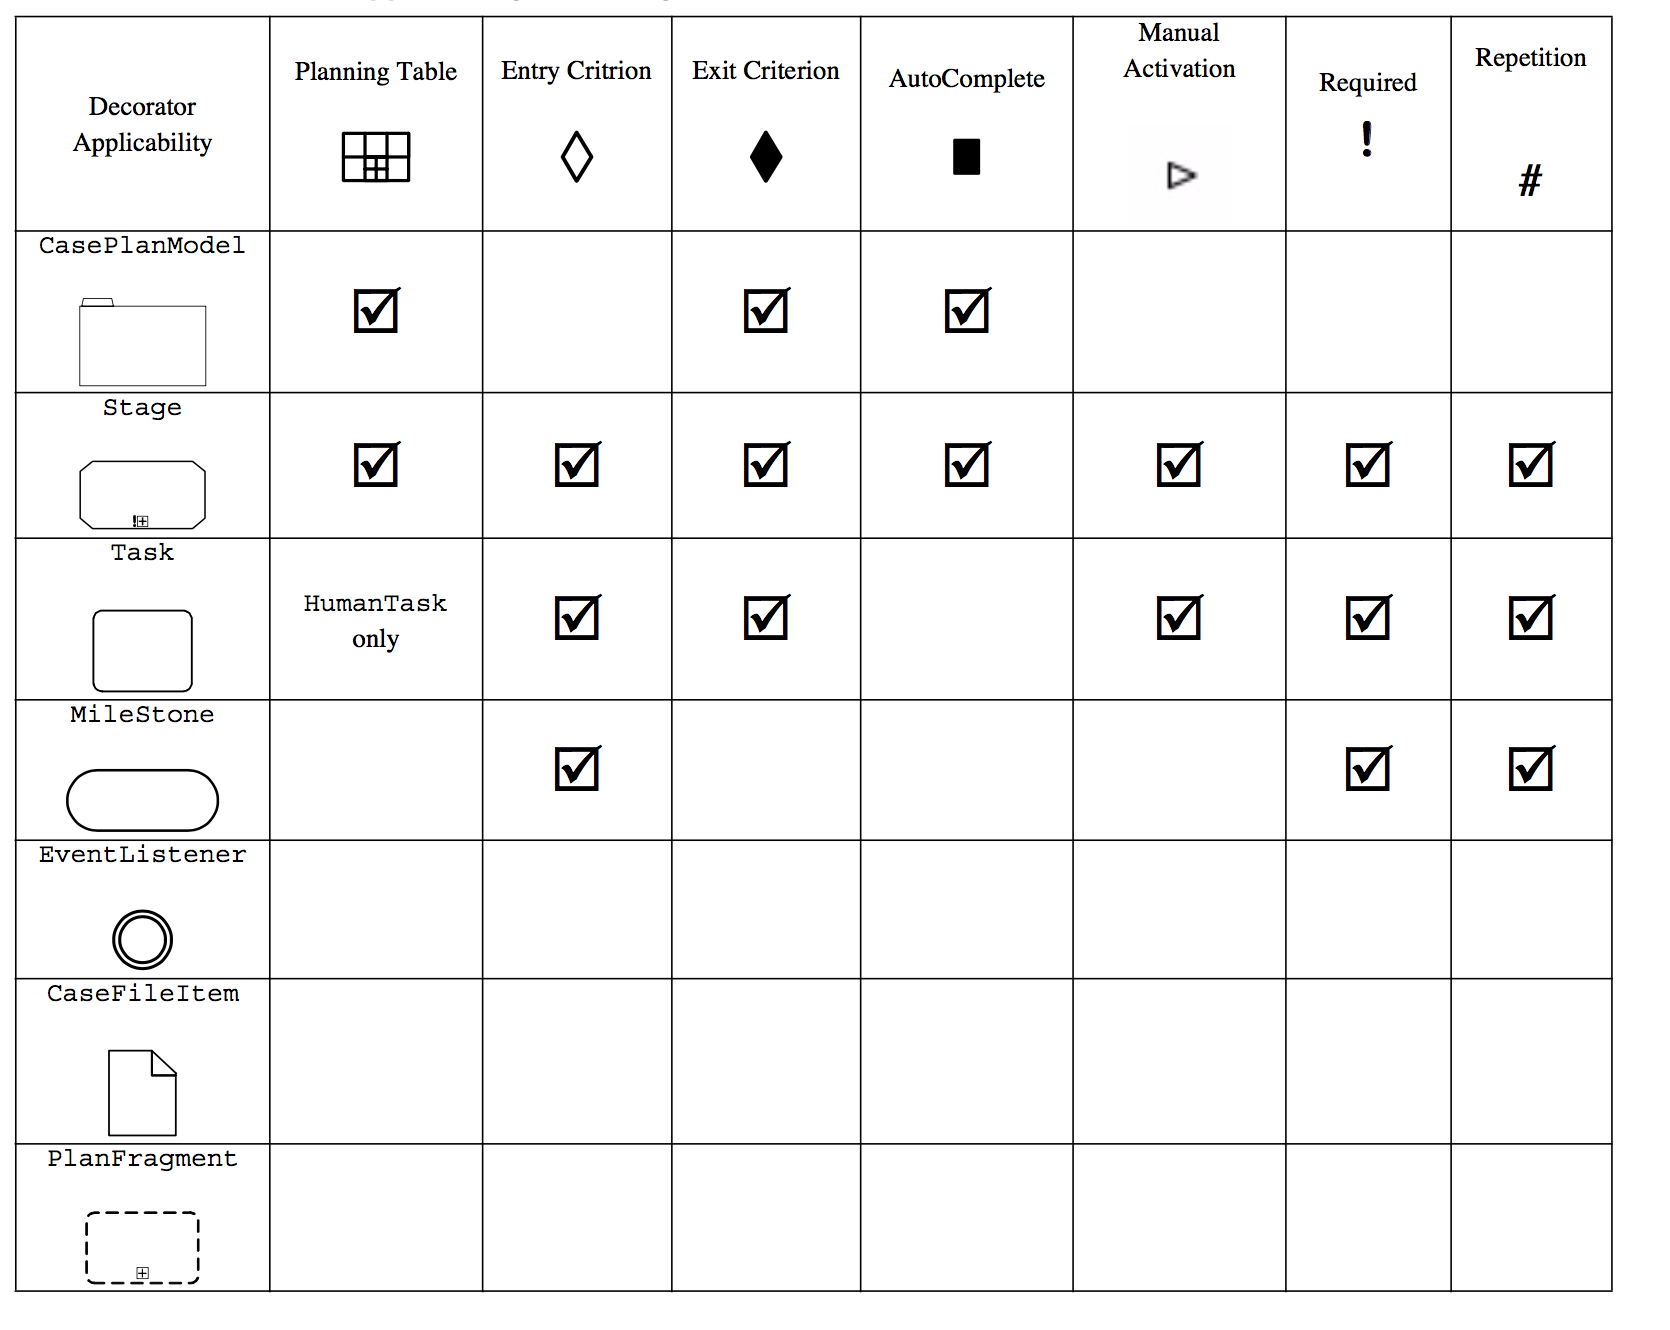 Decorator
Applicability
Planning Table
Entry Critrion
Exit Criterion
AutoComplete
Manual
Activation
Required
!
Repetition
#
CasePlanModel
Stage
!
Task
HumanTask
only
MileStone
EventListener
CaseFileItem
PlanFragment